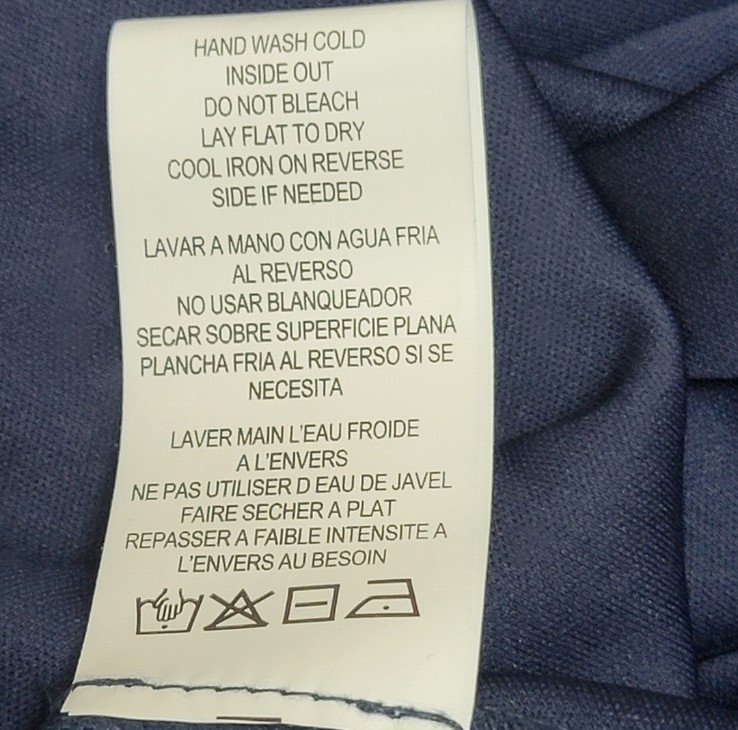 HAND WASH COLD
INSIDE OUT
DO NOT BLEACH
LAY FLAT TO DRY
COOL IRON ON REVERSE
SIDE IF NEEDED
LAVAR A MANO CON AGUA FRIA
AL REVERSO
NO USAR BLANQUEADOR
SECAR SOBRE SUPERFICIE PLANA
PLANCHA FRIA AL REVERSO SI SE
NECESITA
LAVER MAIN L'EAU FROIDE
A L'ENVERS
NE PAS UTILISER D EAU DE JAVEL
FAIRE SECHER A PLAT
REPASSER A FAIBLE INTENSITE A
L'ENVERS AU BESOIN